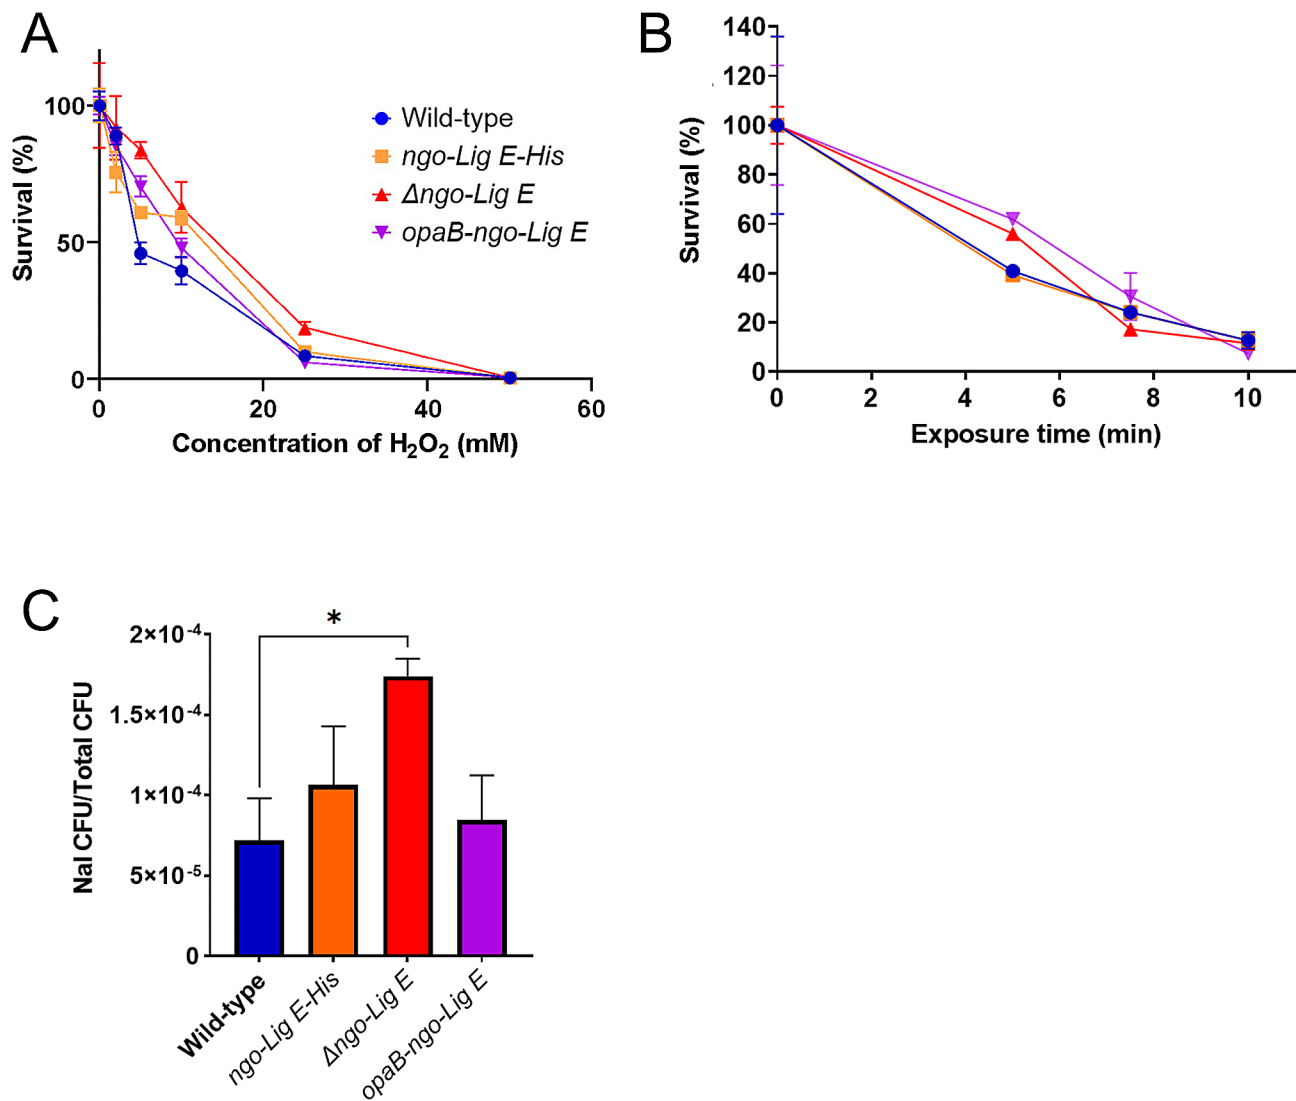 A
Survival (%)
100
50
0
0 20 40 60
Concentration of H₂O₂ (mM)
Wild-type
ngo-Lig E-His
Δngo-Lig E
opaB-ngo-Lig E
B
Survival (%)
140
120
100
80
60
40
20
0
0 2 4 6 8 10
Exposure time (min)
C
Nal CFU/Total CFU
2×10⁻⁴
1.5×10⁻⁴
1×10⁻⁴
5×10⁻⁵
0
*
Wild-type
ngo-Lig E-His
Δngo-Lig E
opaB-ngo-Lig E